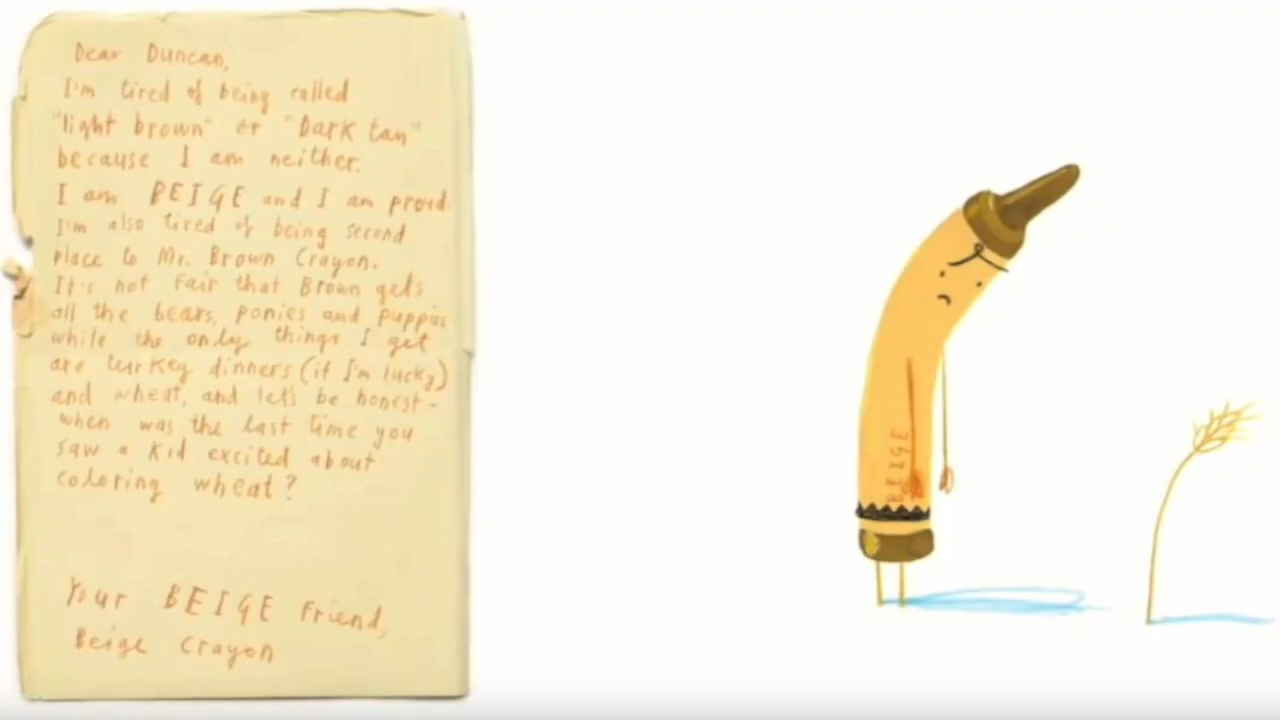 Dear Duncan,
I'm tired of being called
"light brown" or "Dark tan"
because I am neither.
I am BEIGE and I am proud.
I'm also tired of being second
place to Mr. Brown Crayon.
It's not fair that Brown gets
all the bears, ponies and puppies
while the only things I get
are turkey dinners (if I'm lucky)
and wheat, and let's be honest-
when was the last time you
saw a kid excited about
coloring wheat?
Your BEIGE friend,
Beige Crayon
BEIGE